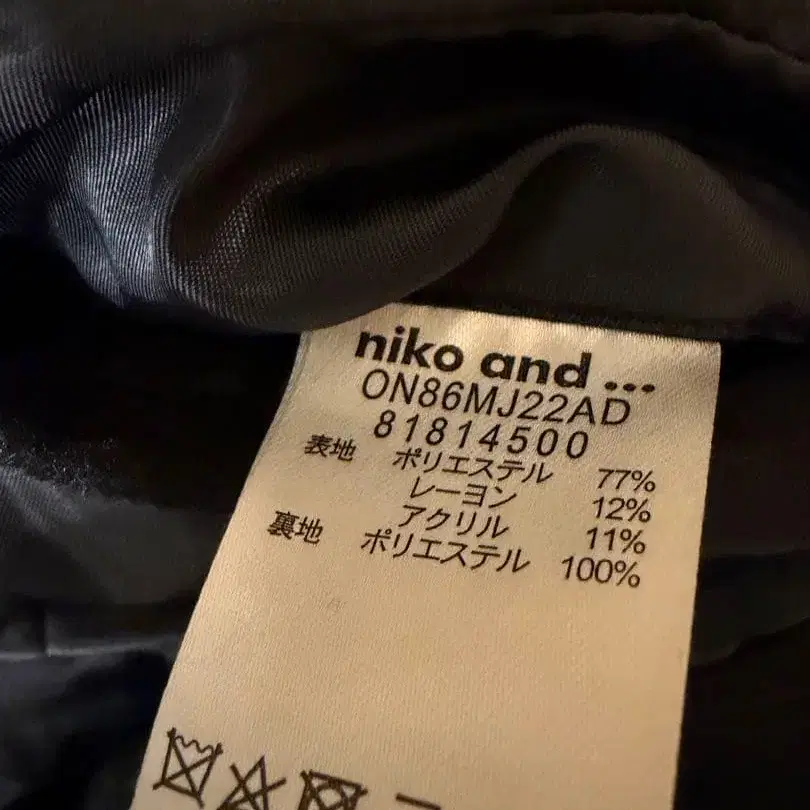 niko and ...
ON86MJ22AD
81814500
表地 ポリエステル 77%
レーヨン 12%
アクリル 11%
裏地 ポリエステル 100%